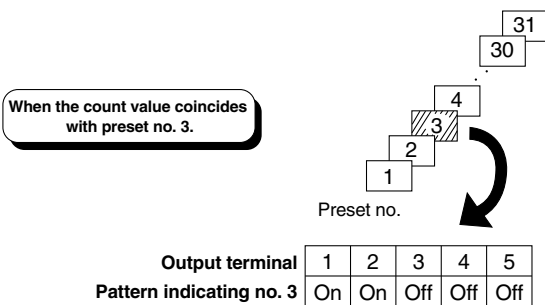 31
30
When the count value coincides
with preset no. 3.
4
3
2
1
Preset no.
Output terminal 1 2 3 4 5
Pattern indicating no. 3 On On Off Off Off